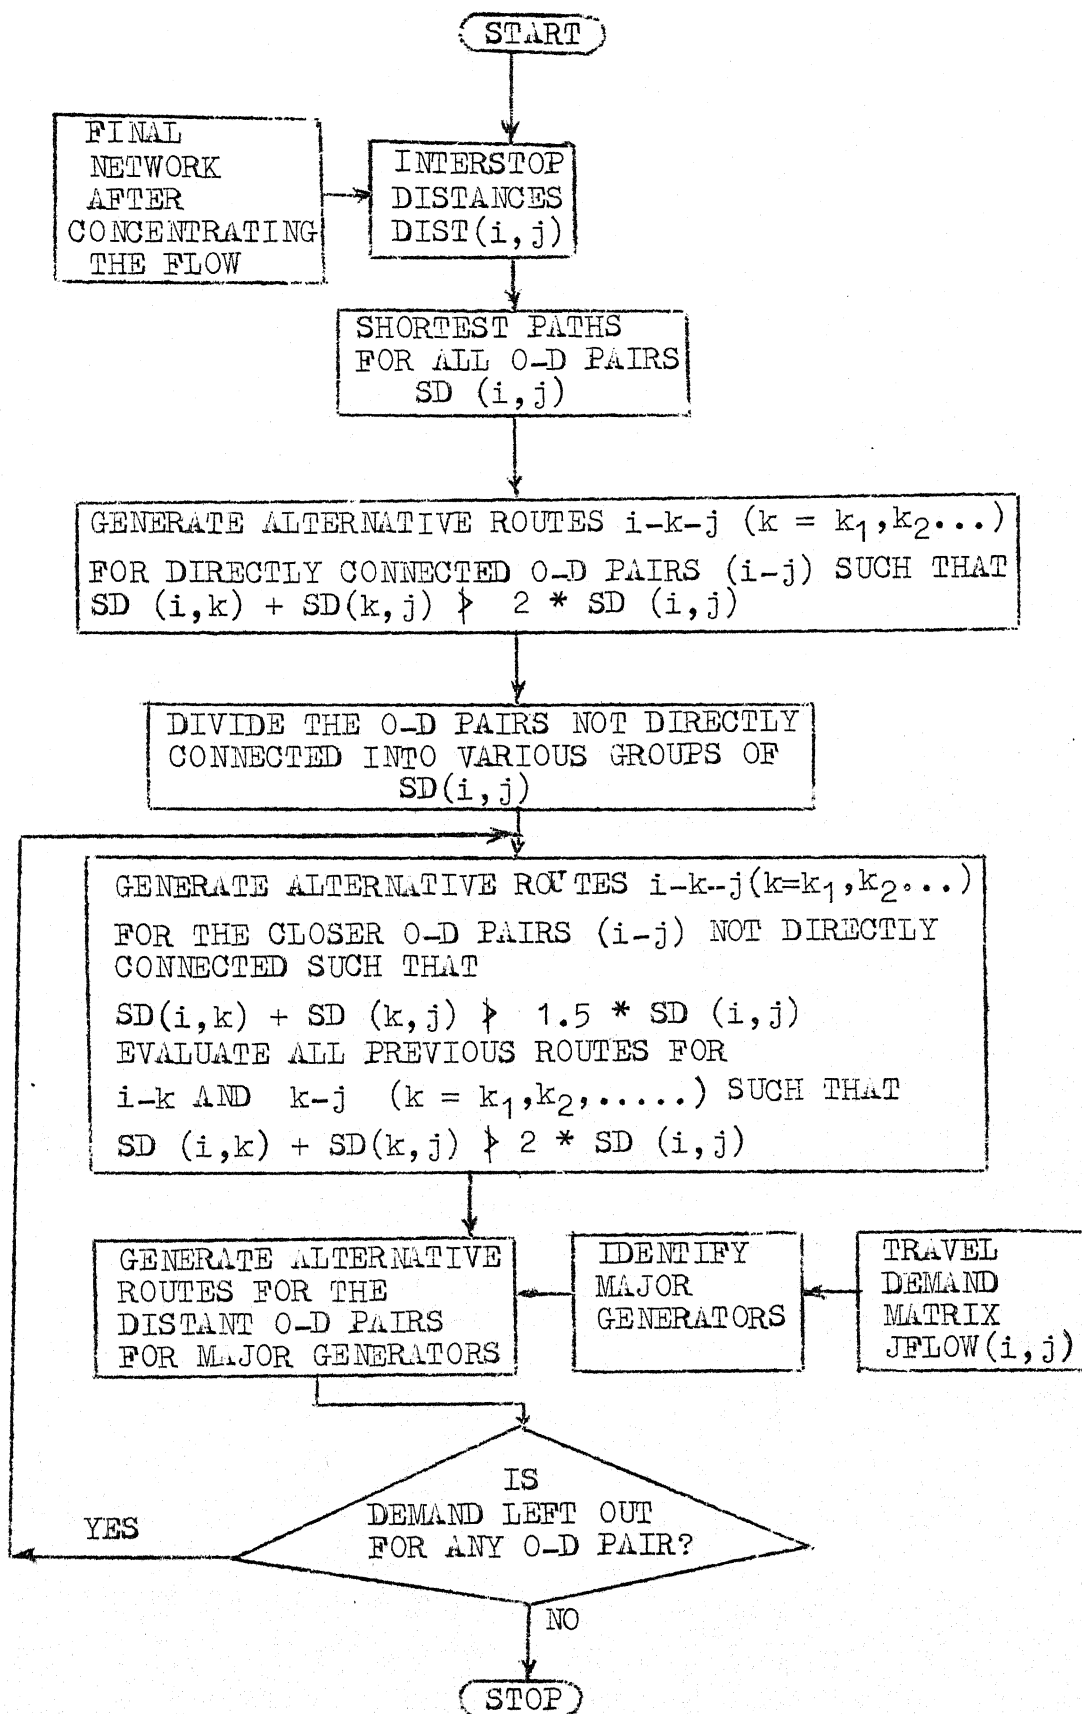 START
FINAL
NETWORK
AFTER
CONCENTRATING
THE FLOW
INTERSTOP
DISTANCES
DIST(i,j)
SHORTEST PATHS
FOR ALL O-D PAIRS
SD (i,j)
GENERATE ALTERNATIVE ROUTES i-k-j (k = k₁,k₂...)
FOR DIRECTLY CONNECTED O-D PAIRS (i-j) SUCH THAT
SD (i,k) + SD(k,j) ≯ 2 * SD (i,j)
DIVIDE THE O-D PAIRS NOT DIRECTLY
CONNECTED INTO VARIOUS GROUPS OF
SD(i,j)
GENERATE ALTERNATIVE ROUTES i-k-j(k=k₁,k₂...)
FOR THE CLOSER O-D PAIRS (i-j) NOT DIRECTLY
CONNECTED SUCH THAT
SD(i,k) + SD (k,j) ≯ 1.5 * SD (i,j)
EVALUATE ALL PREVIOUS ROUTES FOR
i-k AND k-j (k = k₁,k₂,.....) SUCH THAT
SD (i,k) + SD(k,j) ≯ 2 * SD (i,j)
GENERATE ALTERNATIVE
ROUTES FOR THE
DISTANT O-D PAIRS
FOR MAJOR GENERATORS
IDENTIFY
MAJOR
GENERATORS
TRAVEL
DEMAND
MATRIX
JFLOW(i,j)
IS
DEMAND LEFT OUT
FOR ANY O-D PAIR?
YES
NO
STOP